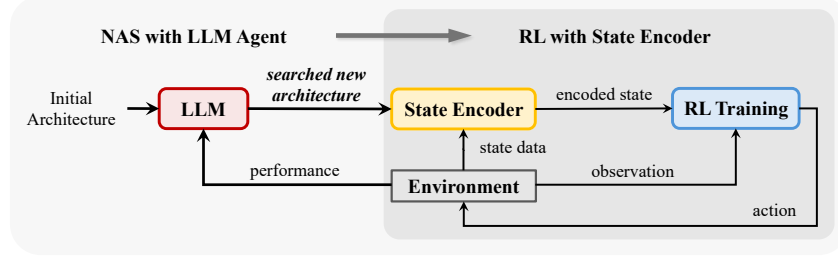 NAS with LLM Agent
RL with State Encoder
Initial
Architecture
LLM
searched new
architecture
State Encoder
encoded state
RL Training
state data
performance
Environment
observation
action